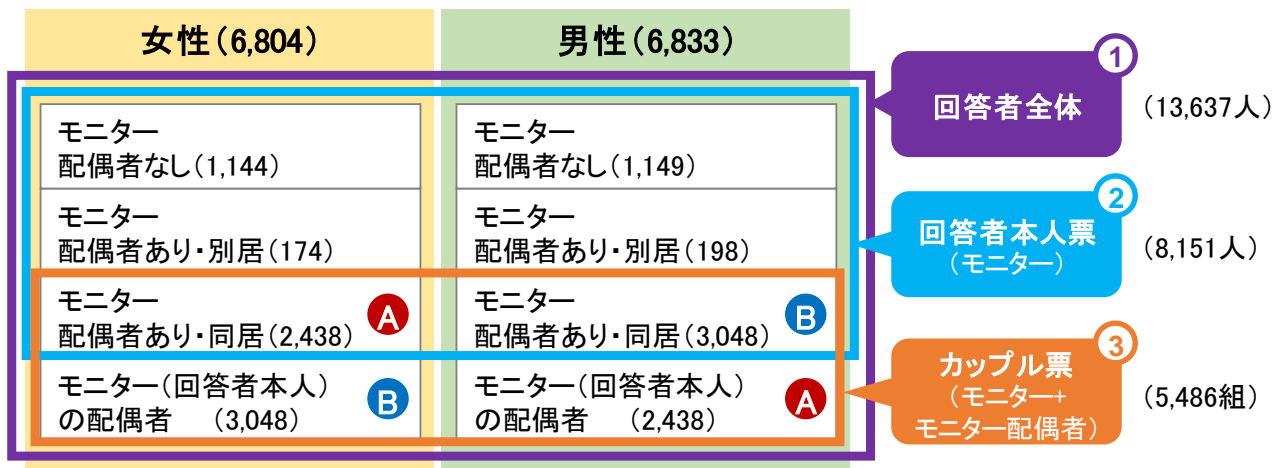 女性（6,804）
男性（6,833）
モニター
配偶者なし（1,144）
モニター
配偶者なし（1,149）
モニター
配偶者あり・別居（174）
モニター
配偶者あり・別居（198）
モニター
配偶者あり・同居（2,438）
A
モニター
配偶者あり・同居（3,048）
B
モニター（回答者本人）
の配偶者　（3,048）
B
モニター（回答者本人）
の配偶者　（2,438）
A
1
回答者全体
（13,637人）
2
回答者本人票
（モニター）
（8,151人）
3
カップル票
（モニター+
モニター配偶者）
（5,486組）